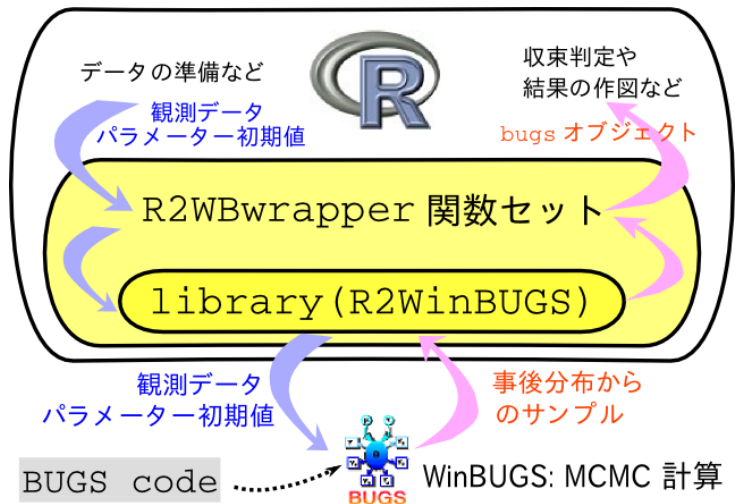 データの準備など
収束判定や
結果の作図など
R
観測データ
パラメーター初期値
bugs オブジェクト
R2WBwrapper 関数セット
library(R2WinBUGS)
観測データ
パラメーター初期値
事後分布から
のサンプル
BUGS code
BUGS
WinBUGS: MCMC 計算